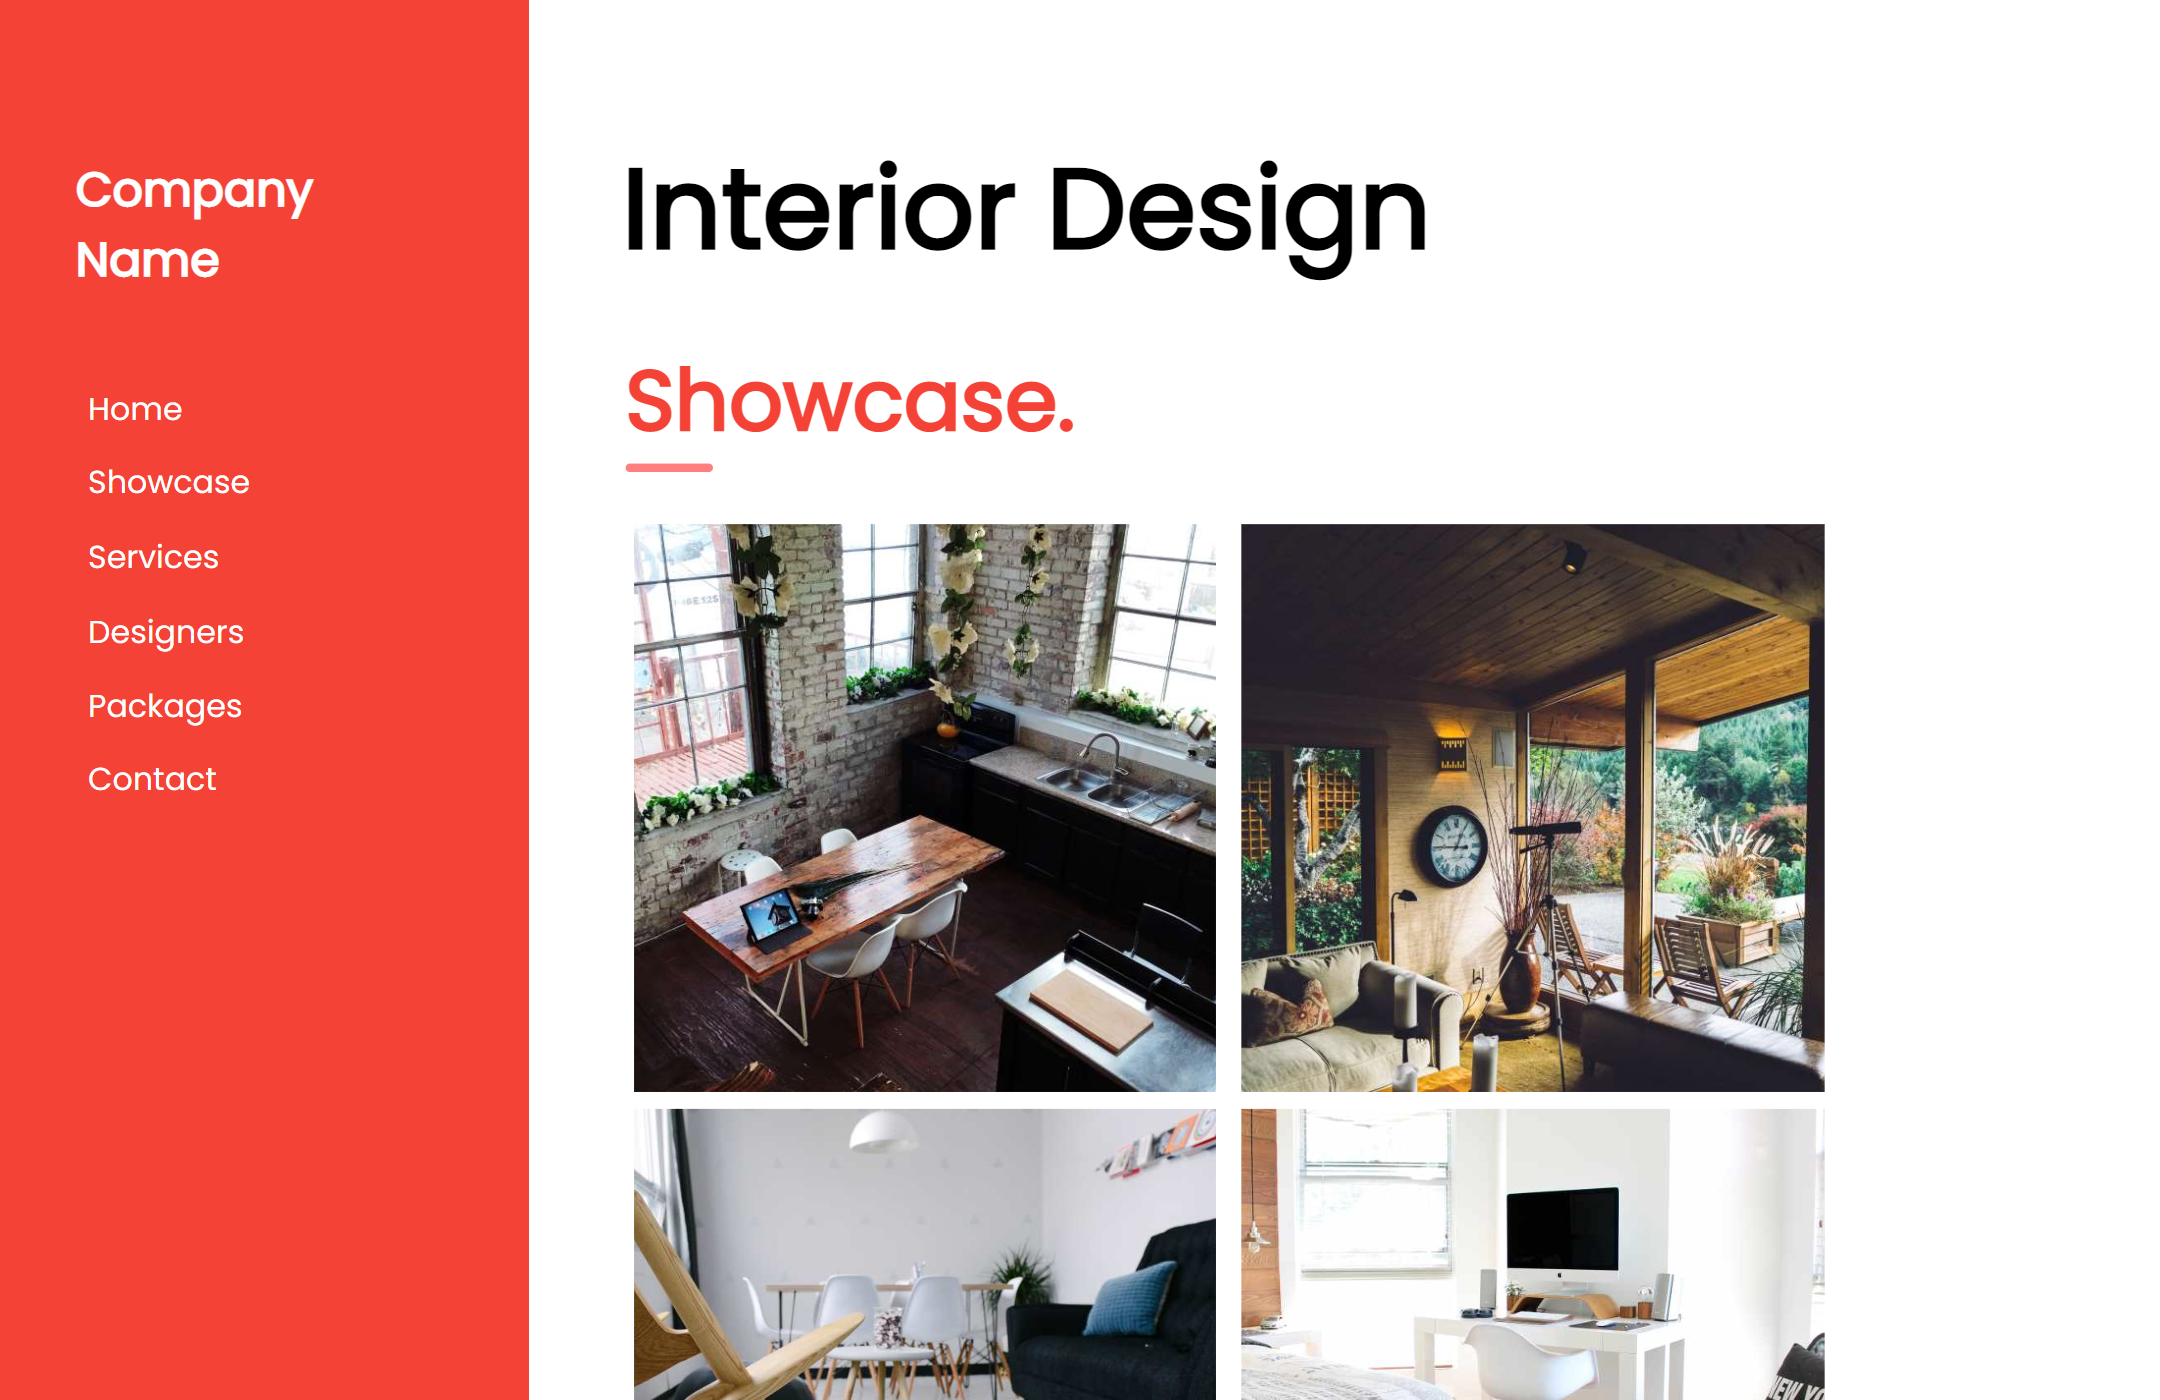 Company
Name
Home
Showcase
Services
Designers
Packages
Contact
Interior Design
Showcase.